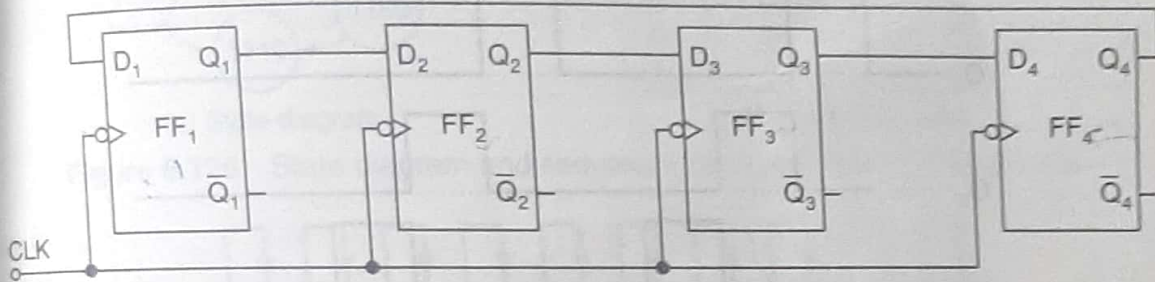 D₁ Q₁ D₂ Q₂ D₃ Q₃ D₄ Q₄
FF₁ FF₂ FF₃ FF₄
Q̅₁ Q̅₂ Q̅₃ Q̅₄
CLK